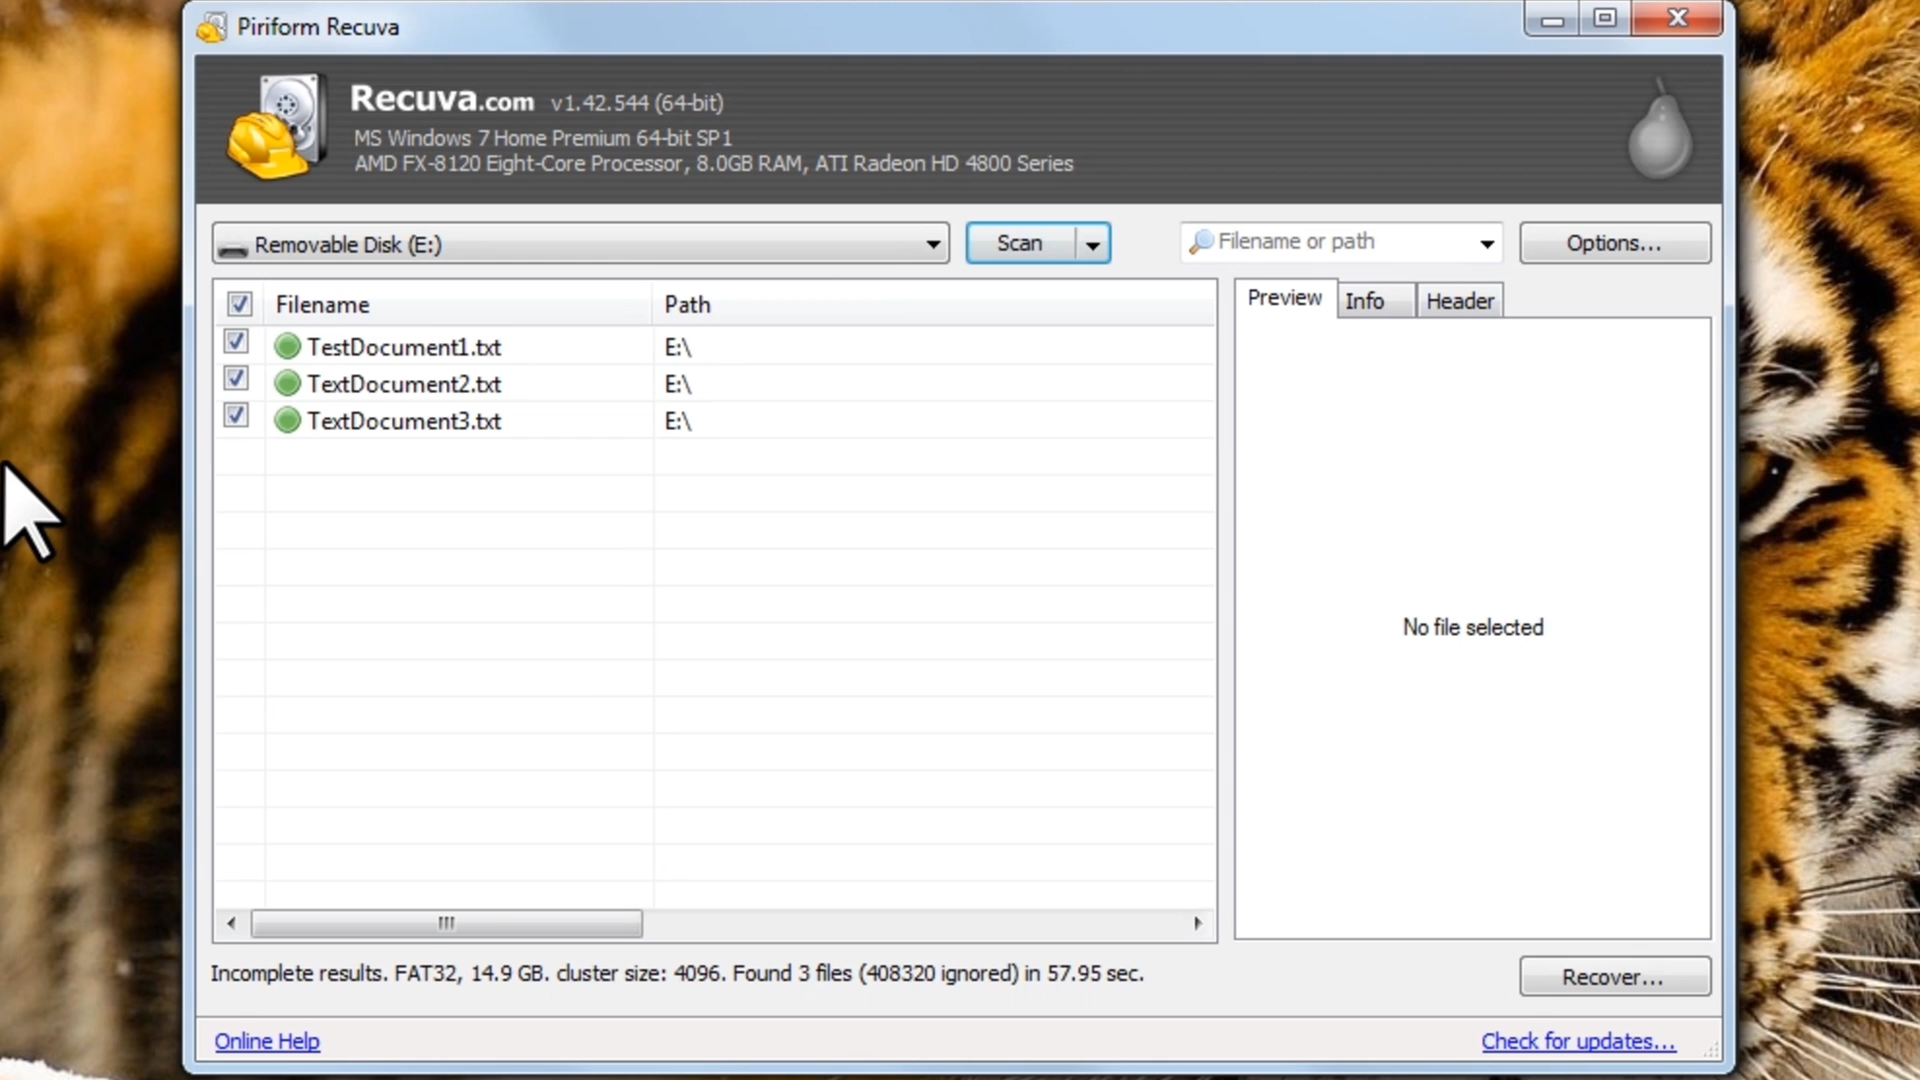 Piriform Recuva
Recuva.com v1.42.544 (64-bit)
MS Windows 7 Home Premium 64-bit SP1
AMD FX-8120 Eight-Core Processor, 8.0GB RAM, ATI Radeon HD 4800 Series
Removable Disk (E:) Scan Filename or path Options...
Filename Path Preview Info Header
TestDocument1.txt E:\
TextDocument2.txt E:\
TextDocument3.txt E:\
No file selected
Incomplete results. FAT32, 14.9 GB. cluster size: 4096. Found 3 files (408320 ignored) in 57.95 sec.
Recover...
Online Help Check for updates...